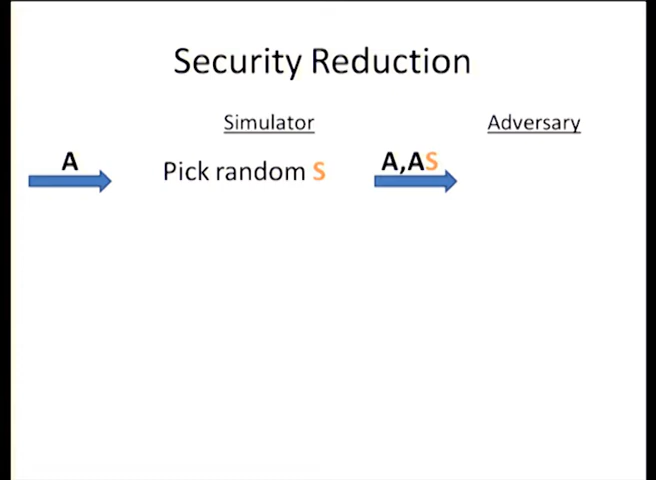 Security Reduction
Simulator Adversary
A Pick random S A,AS